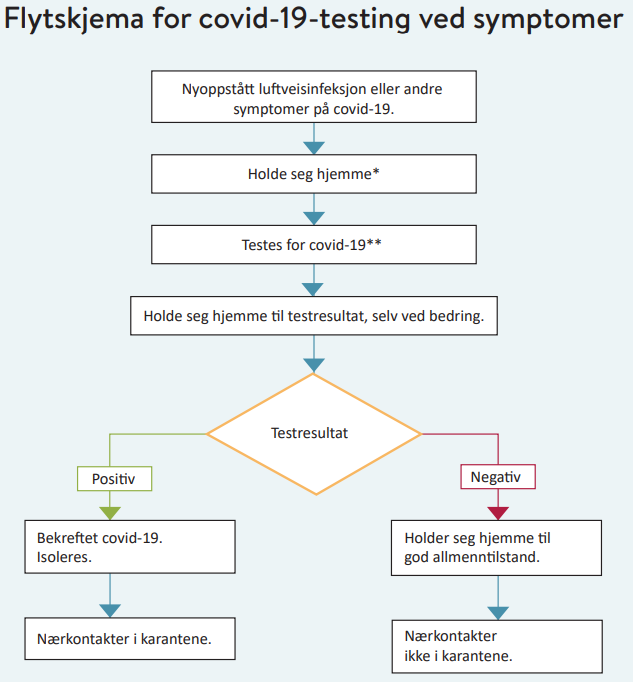 Flytskjema for covid-19-testing ved symptomer
Nyoppstått luftveisinfeksjon eller andre
symptomer på covid-19.
Holde seg hjemme*
Testes for covid-19**
Holde seg hjemme til testresultat, selv ved bedring.
Testresultat
Positiv
Negativ
Bekreftet covid-19.
Isoleres.
Holder seg hjemme til
god allmenntilstand.
Nærkontakter i karantene.
Nærkontakter
ikke i karantene.